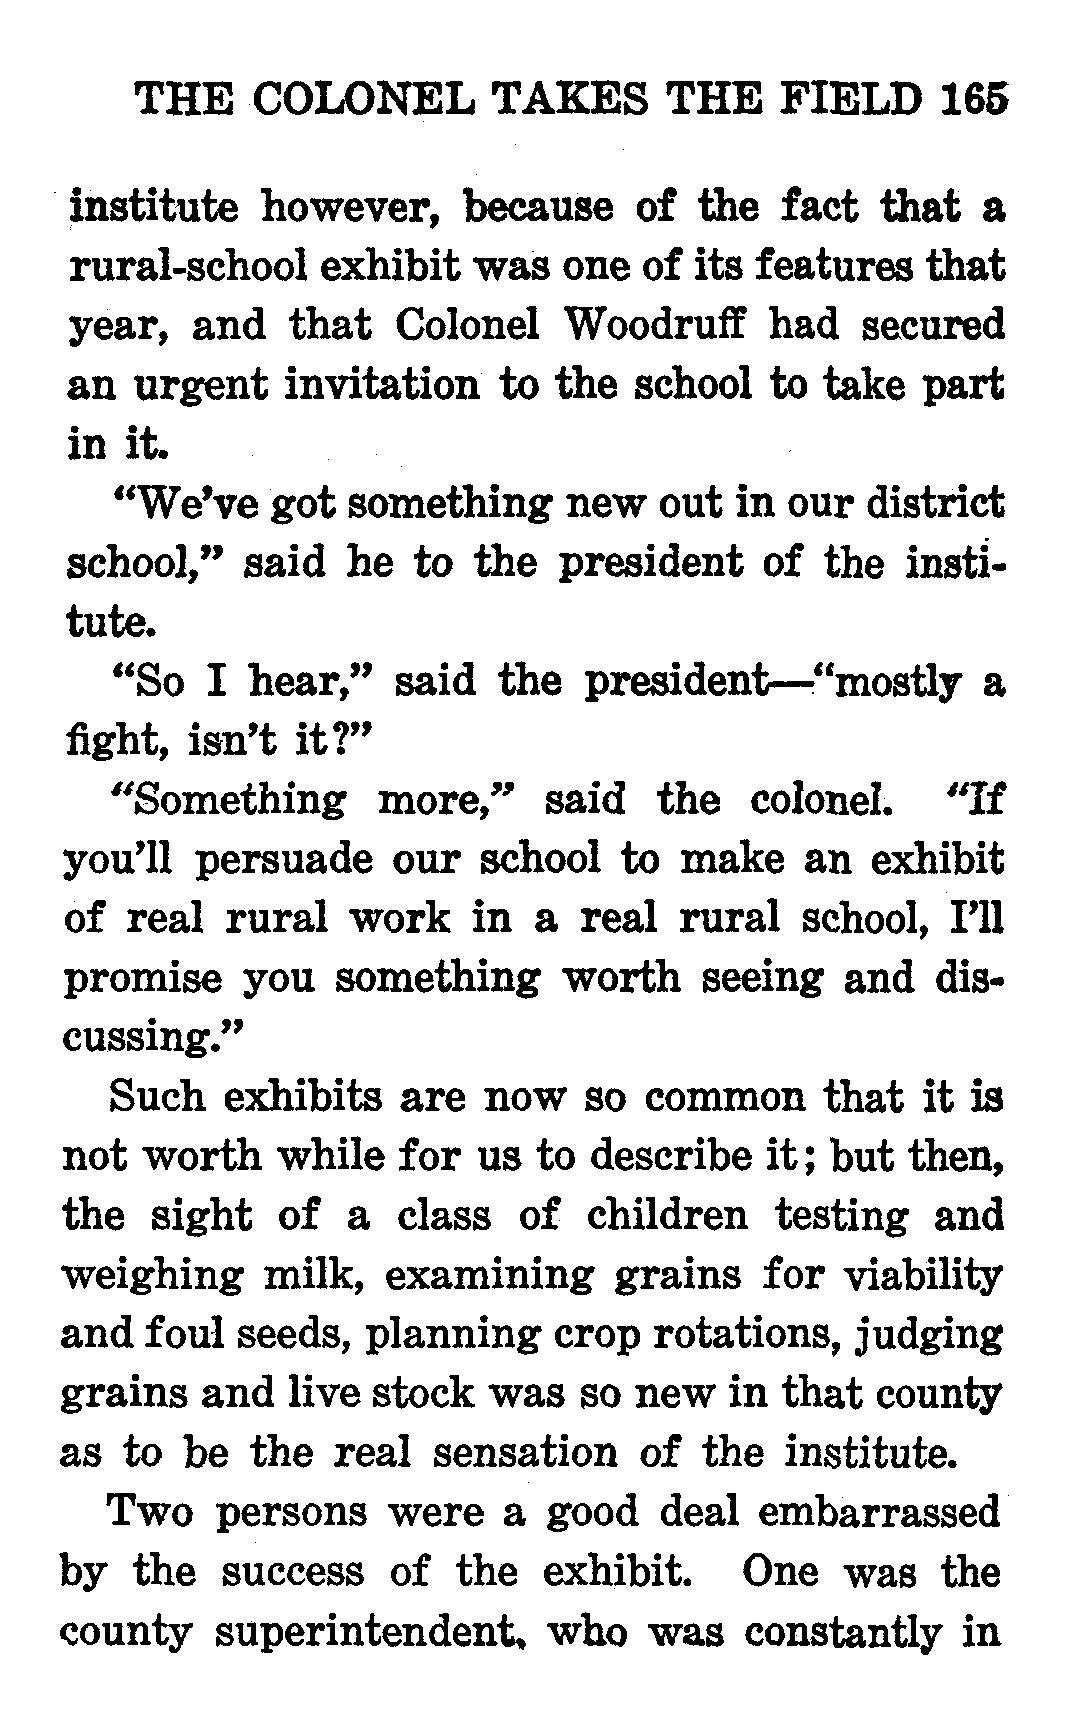 THE COLONEL TAKES THE FIELD 165
institute however, because of the fact that a
rural-school exhibit was one of its features that
year, and that Colonel Woodruff had secured
an urgent invitation to the school to take part
in it.
“We’ve got something new out in our district
school,” said he to the president of the insti-
tute.
“So I hear,” said the president—“mostly a
fight, isn’t it?”
“Something more,” said the colonel. “If
you’ll persuade our school to make an exhibit
of real rural work in a real rural school, I’ll
promise you something worth seeing and dis-
cussing.”
Such exhibits are now so common that it is
not worth while for us to describe it; but then,
the sight of a class of children testing and
weighing milk, examining grains for viability
and foul seeds, planning crop rotations, judging
grains and live stock was so new in that county
as to be the real sensation of the institute.
Two persons were a good deal embarrassed
by the success of the exhibit. One was the
county superintendent, who was constantly in